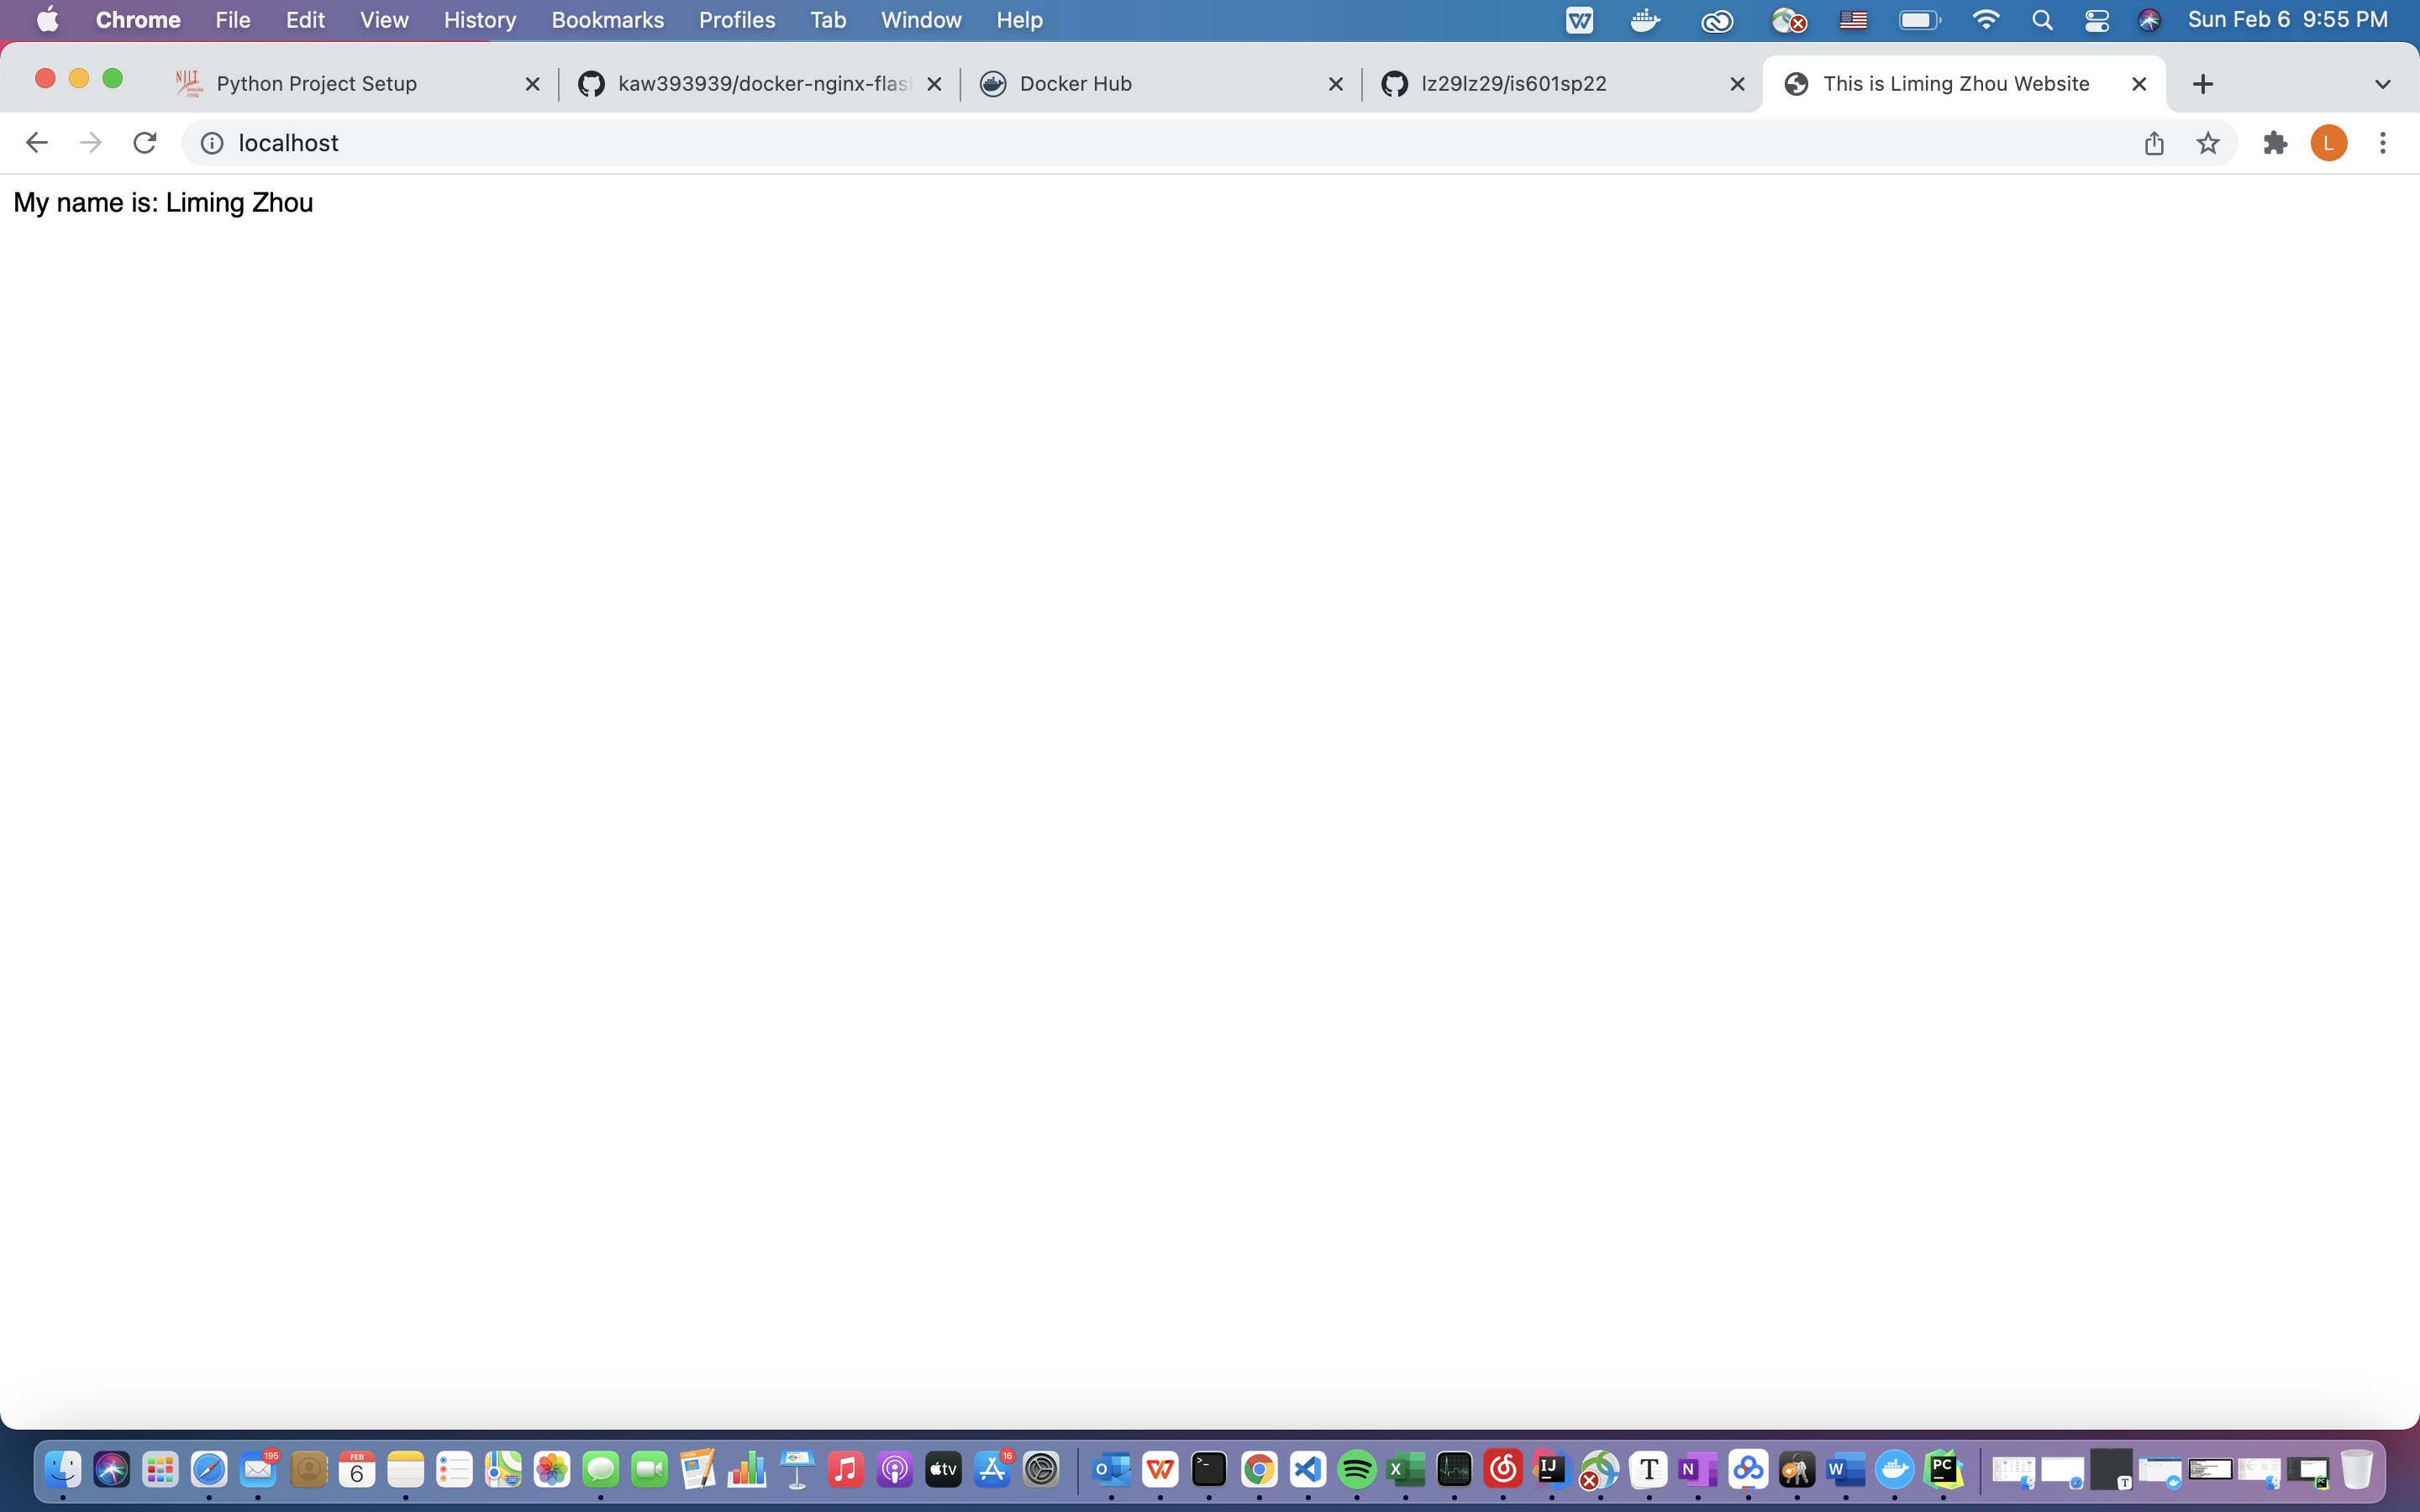 Chrome File Edit View History Bookmarks Profiles Tab Window Help Sun Feb 6 9:55 PM
Python Project Setup kaw393939/docker-nginx-flas Docker Hub lz29lz29/is601sp22 This is Liming Zhou Website
localhost L
My name is: Liming Zhou
195 FEB 6 tv 16 O W >_ X IJ T N W PC T PC